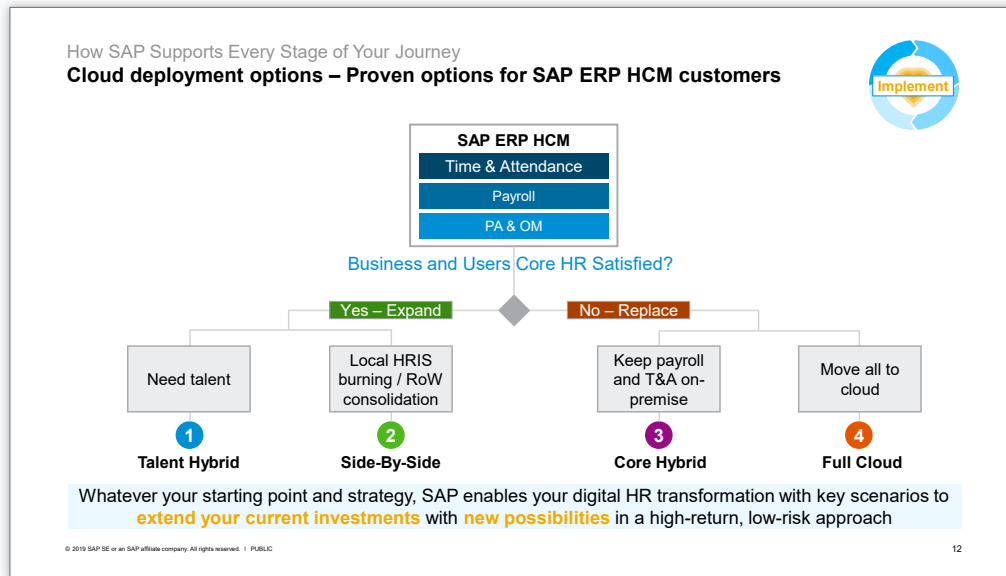 How SAP Supports Every Stage of Your Journey
Cloud deployment options – Proven options for SAP ERP HCM customers
Implement
SAP ERP HCM
Time & Attendance
Payroll
PA & OM
Business and Users Core HR Satisfied?
Yes – Expand
No – Replace
Need talent
Local HRIS
burning / RoW
consolidation
Keep payroll
and T&A on-
premise
Move all to
cloud
1
2
3
4
Talent Hybrid
Side-By-Side
Core Hybrid
Full Cloud
Whatever your starting point and strategy, SAP enables your digital HR transformation with key scenarios to
extend your current investments with new possibilities in a high-return, low-risk approach
© 2019 SAP SE or an SAP affiliate company. All rights reserved. I PUBLIC
12